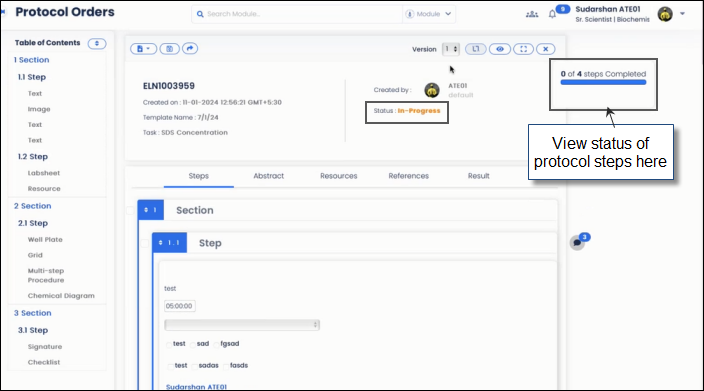 Protocol Orders
Search Module...
Module
9
Sudarshan ATE01
Sr. Scientist | Biochemis
Table of Contents
1 Section
1.1 Step
Text
Image
Text
Text
1.2 Step
Labsheet
Resource
2 Section
2.1 Step
Well Plate
Grid
Multi-step
Procedure
Chemical Diagram
3 Section
3.1 Step
Signature
Checklist
Version
1
ELN1003959
Created on : 11-01-2024 12:56:21 GMT+5:30
Template Name : 7/1/24
Task : SDS Concentration
Created by :
ATE01
default
Status : In-Progress
0 of 4 steps Completed
View status of
protocol steps here
Steps Abstract Resources References Result
1 Section
1.1 Step
3
test
05:00:00
test sad fgsad
test sadas fasds
Sudarshan ATE01